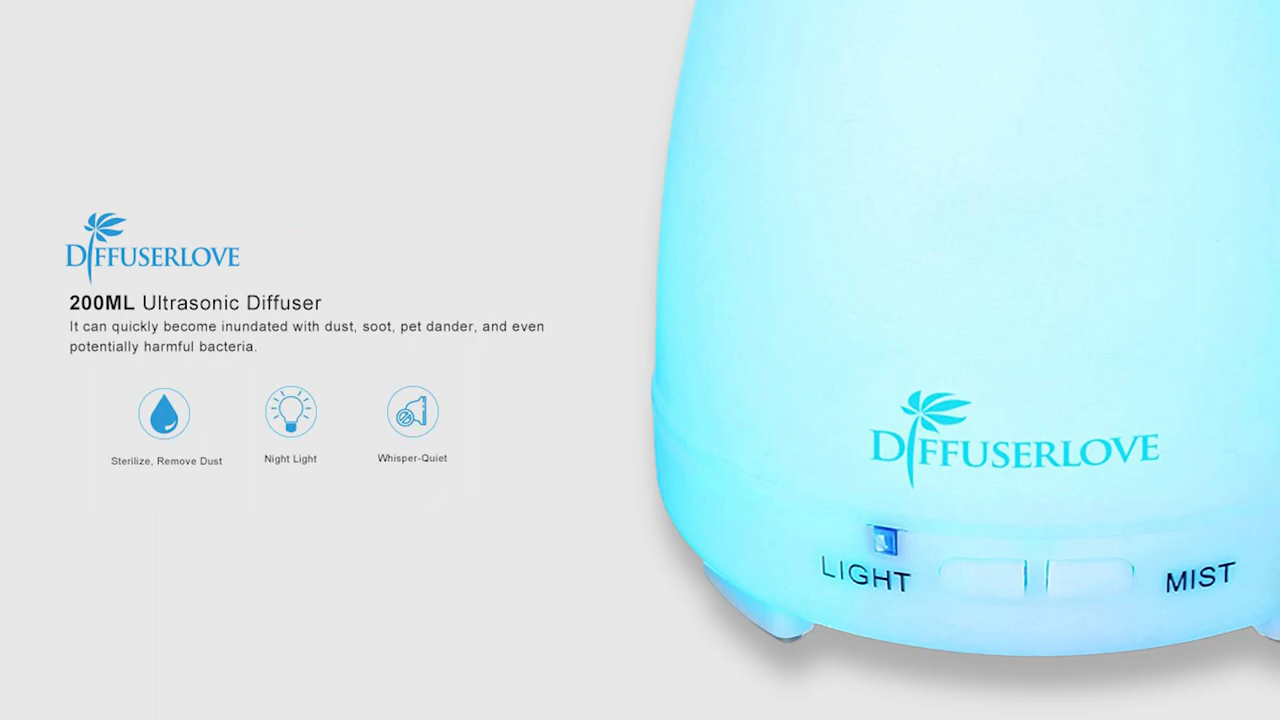 DIFFUSERLOVE
200ML Ultrasonic Diffuser
It can quickly become inundated with dust, soot, pet dander, and even
potentially harmful bacteria.
Sterilize, Remove Dust
Night Light
Whisper-Quiet
DIFFUSERLOVE
LIGHT
MIST